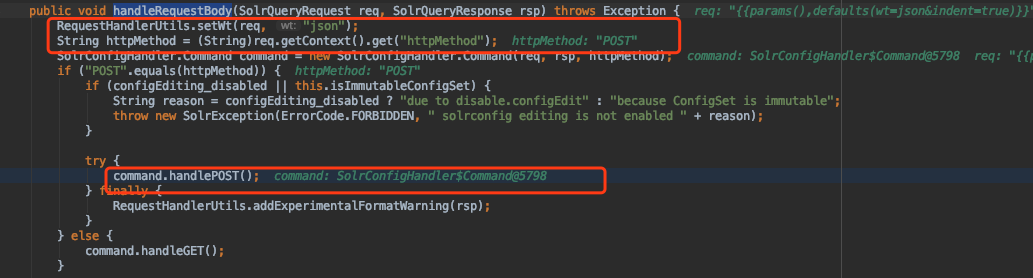 public void handleRequestBody(SolrQueryRequest req, SolrQueryResponse rsp) throws Exception { req: "{{params(),defaults(wt=json&indent=true)}}"
RequestHandlerUtils.setWt(req, wt: "json");
String httpMethod = (String)req.getContext().get("httpMethod"); httpMethod: "POST"
SolrConfigHandler.Command command = new SolrConfigHandler.Command(req, rsp, httpMethod); command: SolrConfigHandler$Command@5798 req: "{{p
if ("POST".equals(httpMethod)) { httpMethod: "POST"
if (configEditing_disabled || this.isImmutableConfigSet) {
String reason = configEditing_disabled ? "due to disable.configEdit" : "because ConfigSet is immutable";
throw new SolrException(ErrorCode.FORBIDDEN, " solrconfig editing is not enabled " + reason);
}
try {
command.handlePOST(); command: SolrConfigHandler$Command@5798
} finally {
RequestHandlerUtils.addExperimentalFormatWarning(rsp);
}
} else {
command.handleGET();
}